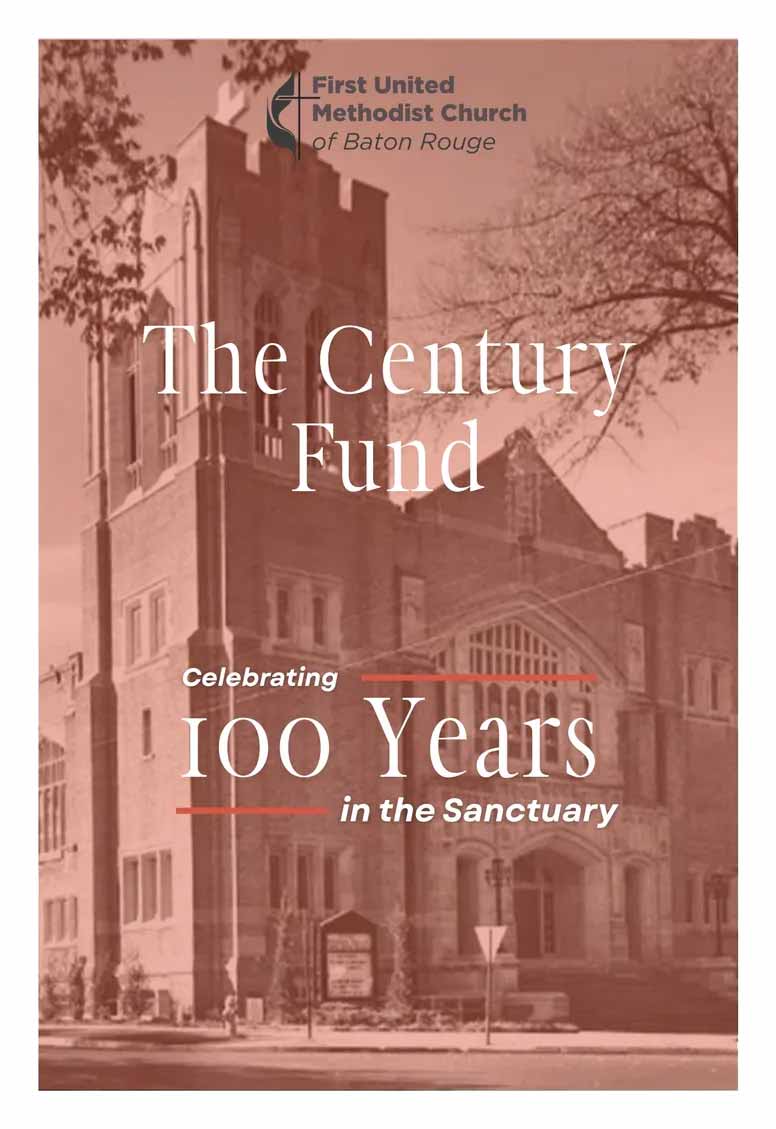 First United
Methodist Church
of Baton Rouge
The Century
Fund
Celebrating
100 Years
in the Sanctuary